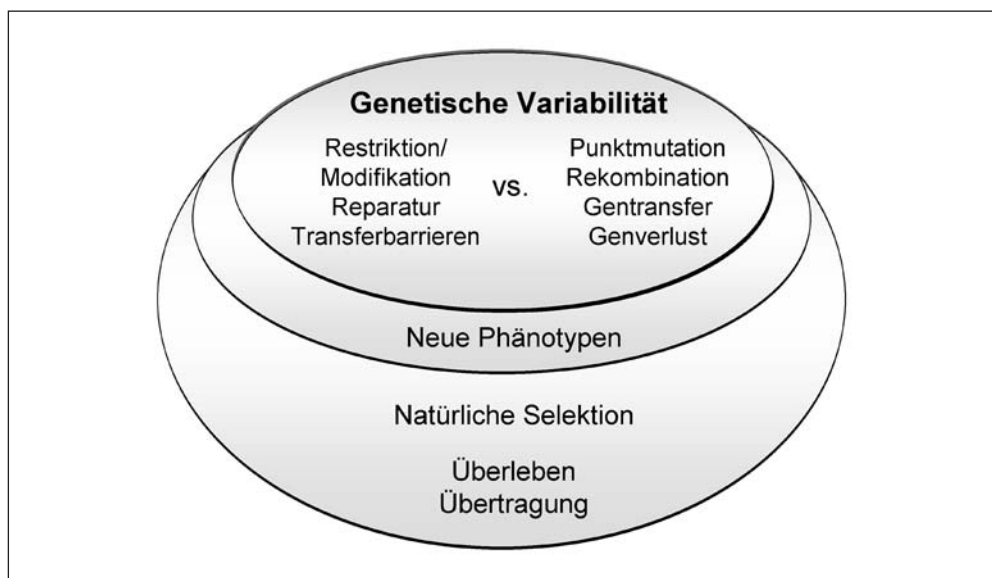 Genetische Variabilität
Restriktion/
Modifikation
Reparatur
Transferbarrieren
vs.
Punktmutation
Rekombination
Gentransfer
Genverlust
Neue Phänotypen
Natürliche Selektion
Überleben
Übertragung